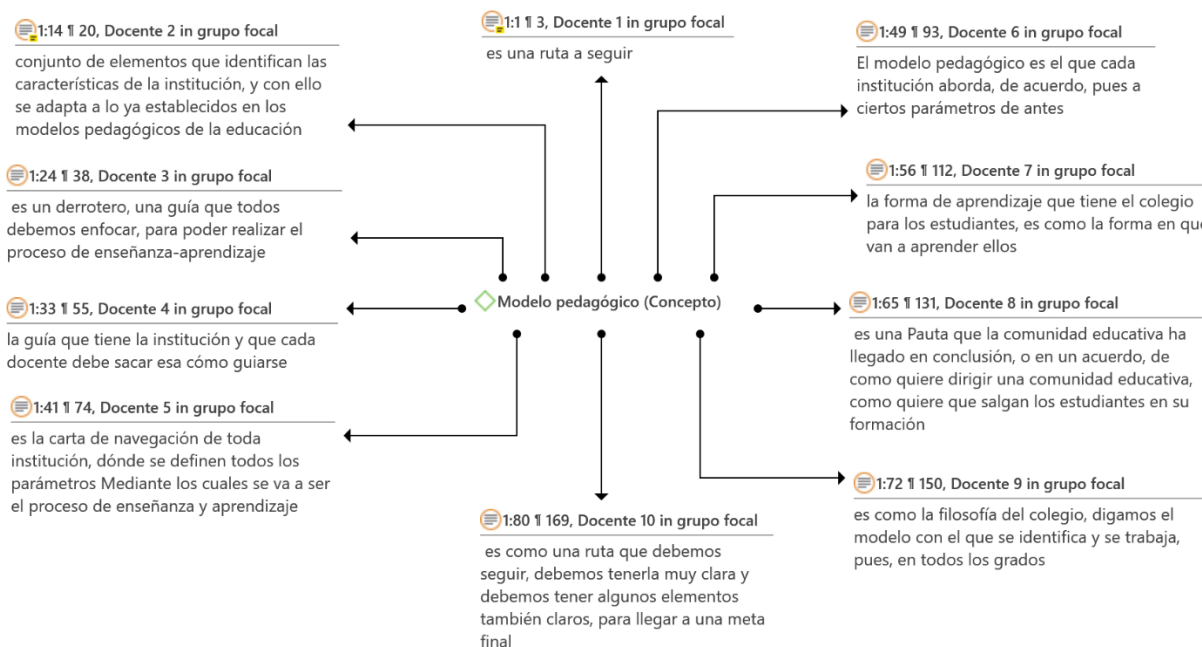 1:14 ¶ 20, Docente 2 in grupo focal
conjunto de elementos que identifican las
características de la institución, y con ello
se adapta a lo ya establecidos en los
modelos pedagógicos de la educación
1:1 ¶ 3, Docente 1 in grupo focal
es una ruta a seguir
1:49 ¶ 93, Docente 6 in grupo focal
El modelo pedagógico es el que cada
institución aborda, de acuerdo, pues a
ciertos parámetros de antes
1:24 ¶ 38, Docente 3 in grupo focal
es un derrotero, una guía que todos
debemos enfocar, para poder realizar el
proceso de enseñanza-aprendizaje
1:56 ¶ 112, Docente 7 in grupo focal
la forma de aprendizaje que tiene el colegio
para los estudiantes, es como la forma en que
van a aprender ellos
Modelo pedagógico (Concepto)
1:33 ¶ 55, Docente 4 in grupo focal
la guía que tiene la institución y que cada
docente debe sacar esa cómo guiarse
1:65 ¶ 131, Docente 8 in grupo focal
es una Pauta que la comunidad educativa ha
llegado en conclusión, o en un acuerdo, de
como quiere dirigir una comunidad educativa,
como quiere que salgan los estudiantes en su
formación
1:41 ¶ 74, Docente 5 in grupo focal
es la carta de navegación de toda
institución, dónde se definen todos los
parámetros Mediante los cuales se va a ser
el proceso de enseñanza y aprendizaje
1:72 ¶ 150, Docente 9 in grupo focal
es como la filosofía del colegio, digamos el
modelo con el que se identifica y se trabaja,
pues, en todos los grados
1:80 ¶ 169, Docente 10 in grupo focal
es como una ruta que debemos
seguir, debemos tenerla muy clara y
debemos tener algunos elementos
también claros, para llegar a una meta
final